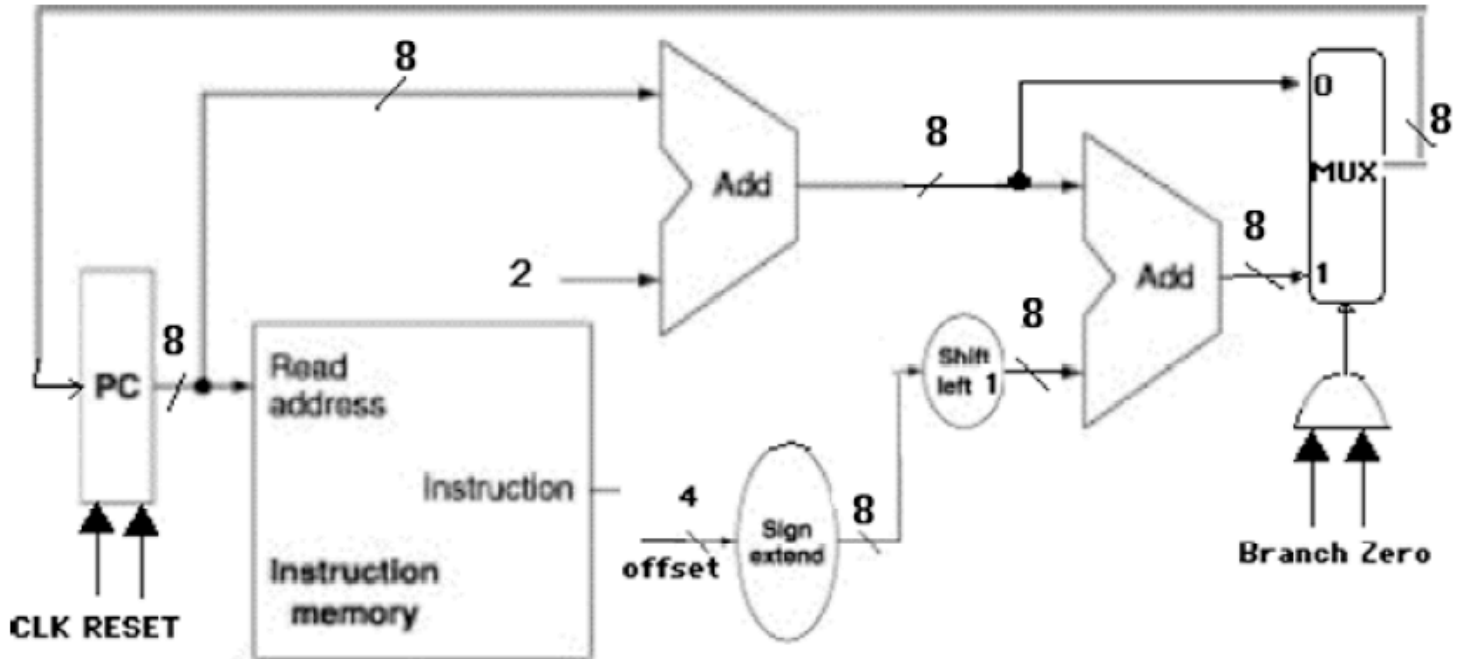 8
0
8
8
MUX
Add
8
2
Add
1
8
8
Shift
left 1
PC
Read
address
Instruction
4
8
Sign
extend
offset
Branch Zero
Instruction
memory
CLK RESET